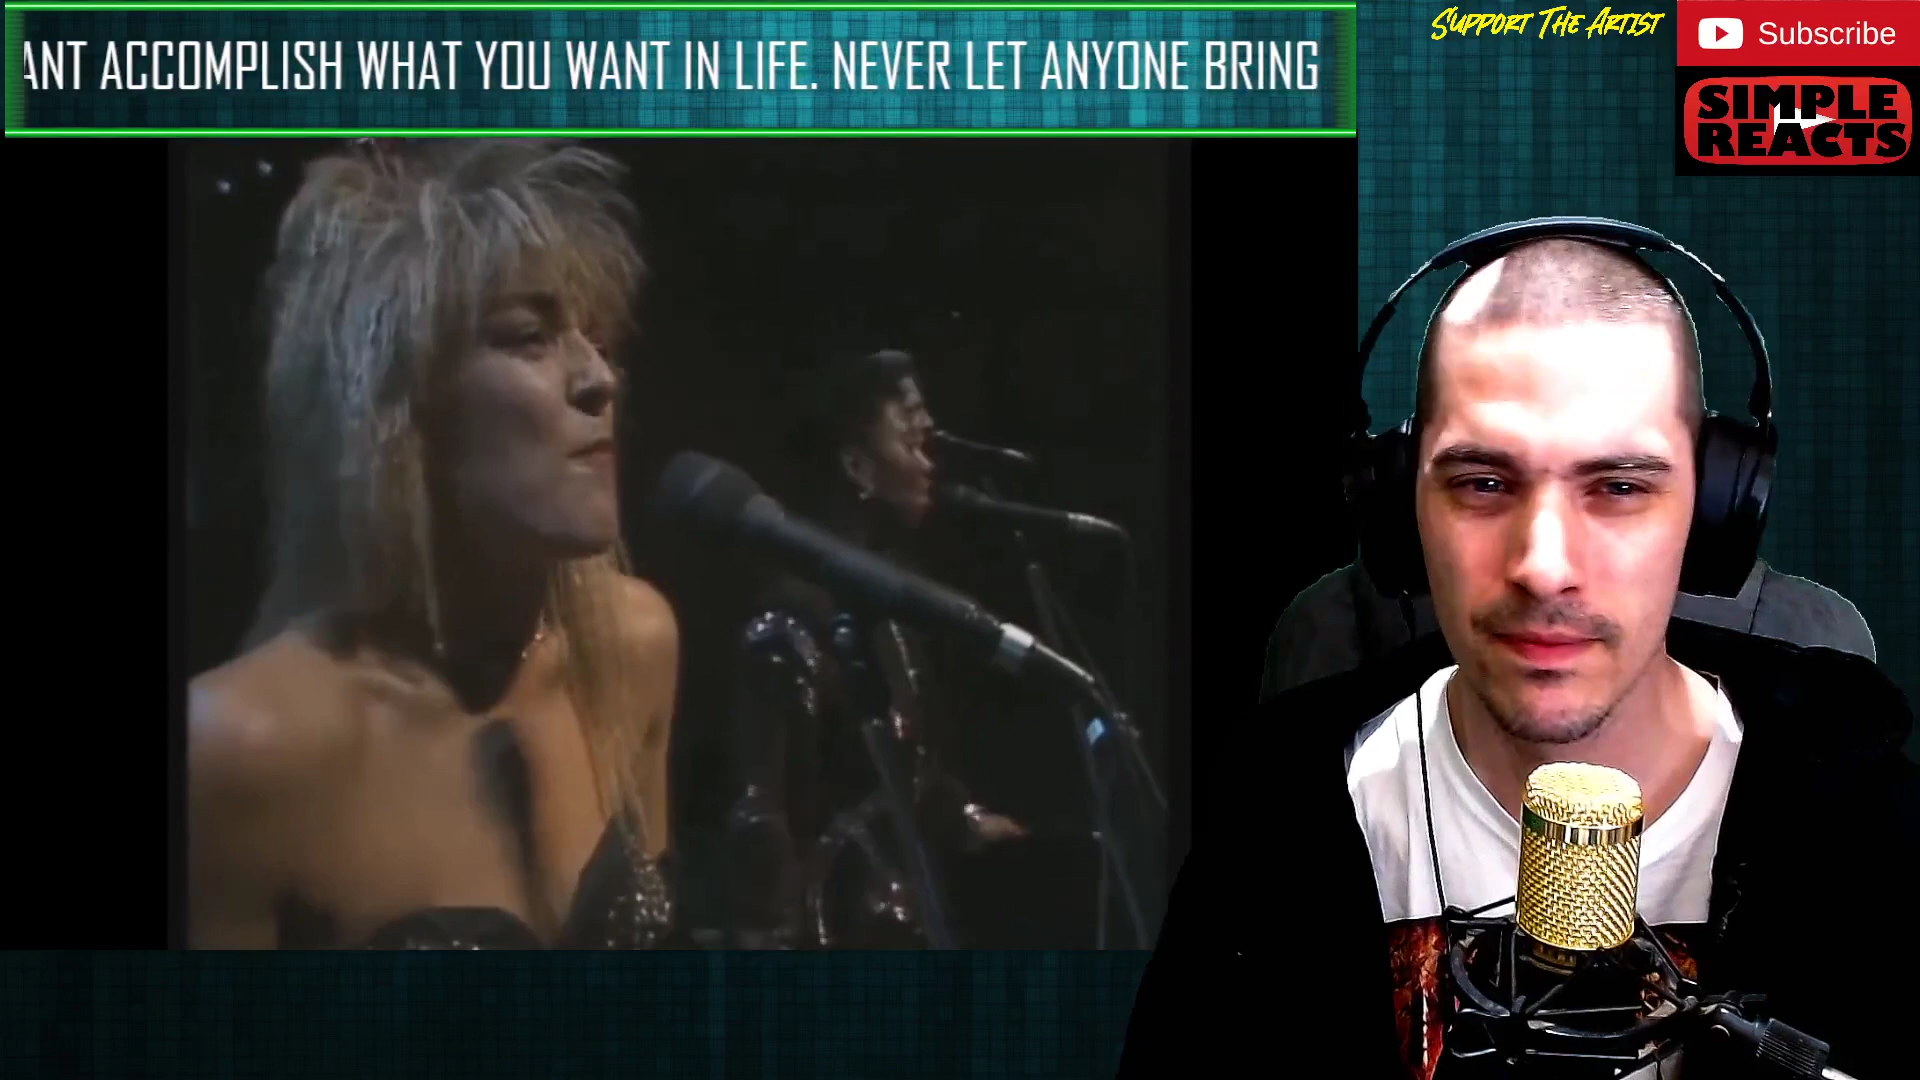 ANT ACCOMPLISH WHAT YOU WANT IN LIFE. NEVER LET ANYONE BRING
Support The Artist
Subscribe
SIMPLE
REACTS